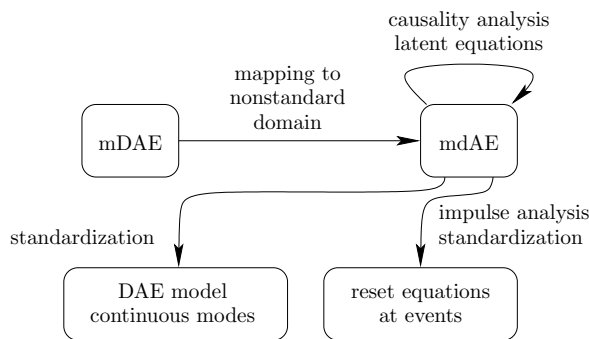 causality analysis
latent equations
mapping to
nonstandard
domain
mDAE
mdAE
impulse analysis
standardization
standardization
DAE model
continuous modes
reset equations
at events